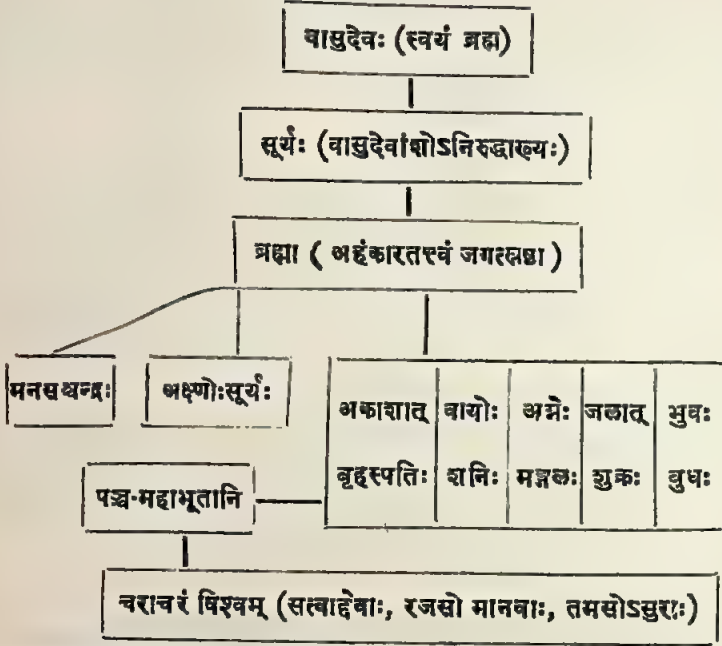 वासुदेवः (स्वयं ब्रह्म)
सूर्यः (वासुदेवांशोऽनिरुद्धाख्यः)
ब्रह्मा ( अहंकारतत्त्वं जगत्स्रष्टा )
मनसश्चन्द्रः अक्ष्णोःसूर्यः
अकाशात् वायोः अग्नेः जलात् भुवः
बृहस्पतिः शनिः मङ्गलः शुक्रः बुधः
पञ्च-महाभूतानि
चराचरं विश्वम् (सत्वाद्देवाः, रजसो मानवाः, तमसोऽसुराः)